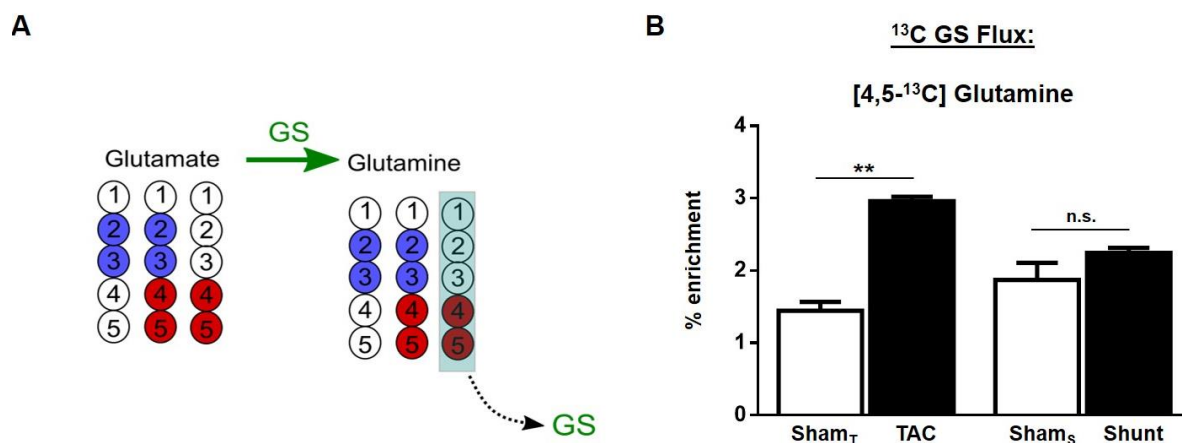 A
GS
Glutamate
Glutamine
1 1 1
2 2 2
3 3 3
4 4 4
5 5 5
1 1 1
2 2 2
3 3 3
4 4 4
5 5 5
GS
B
¹³C GS Flux:
[4,5-¹³C] Glutamine
% enrichment
4
3
2
1
0
**
n.s.
Sham_T TAC Sham_S Shunt